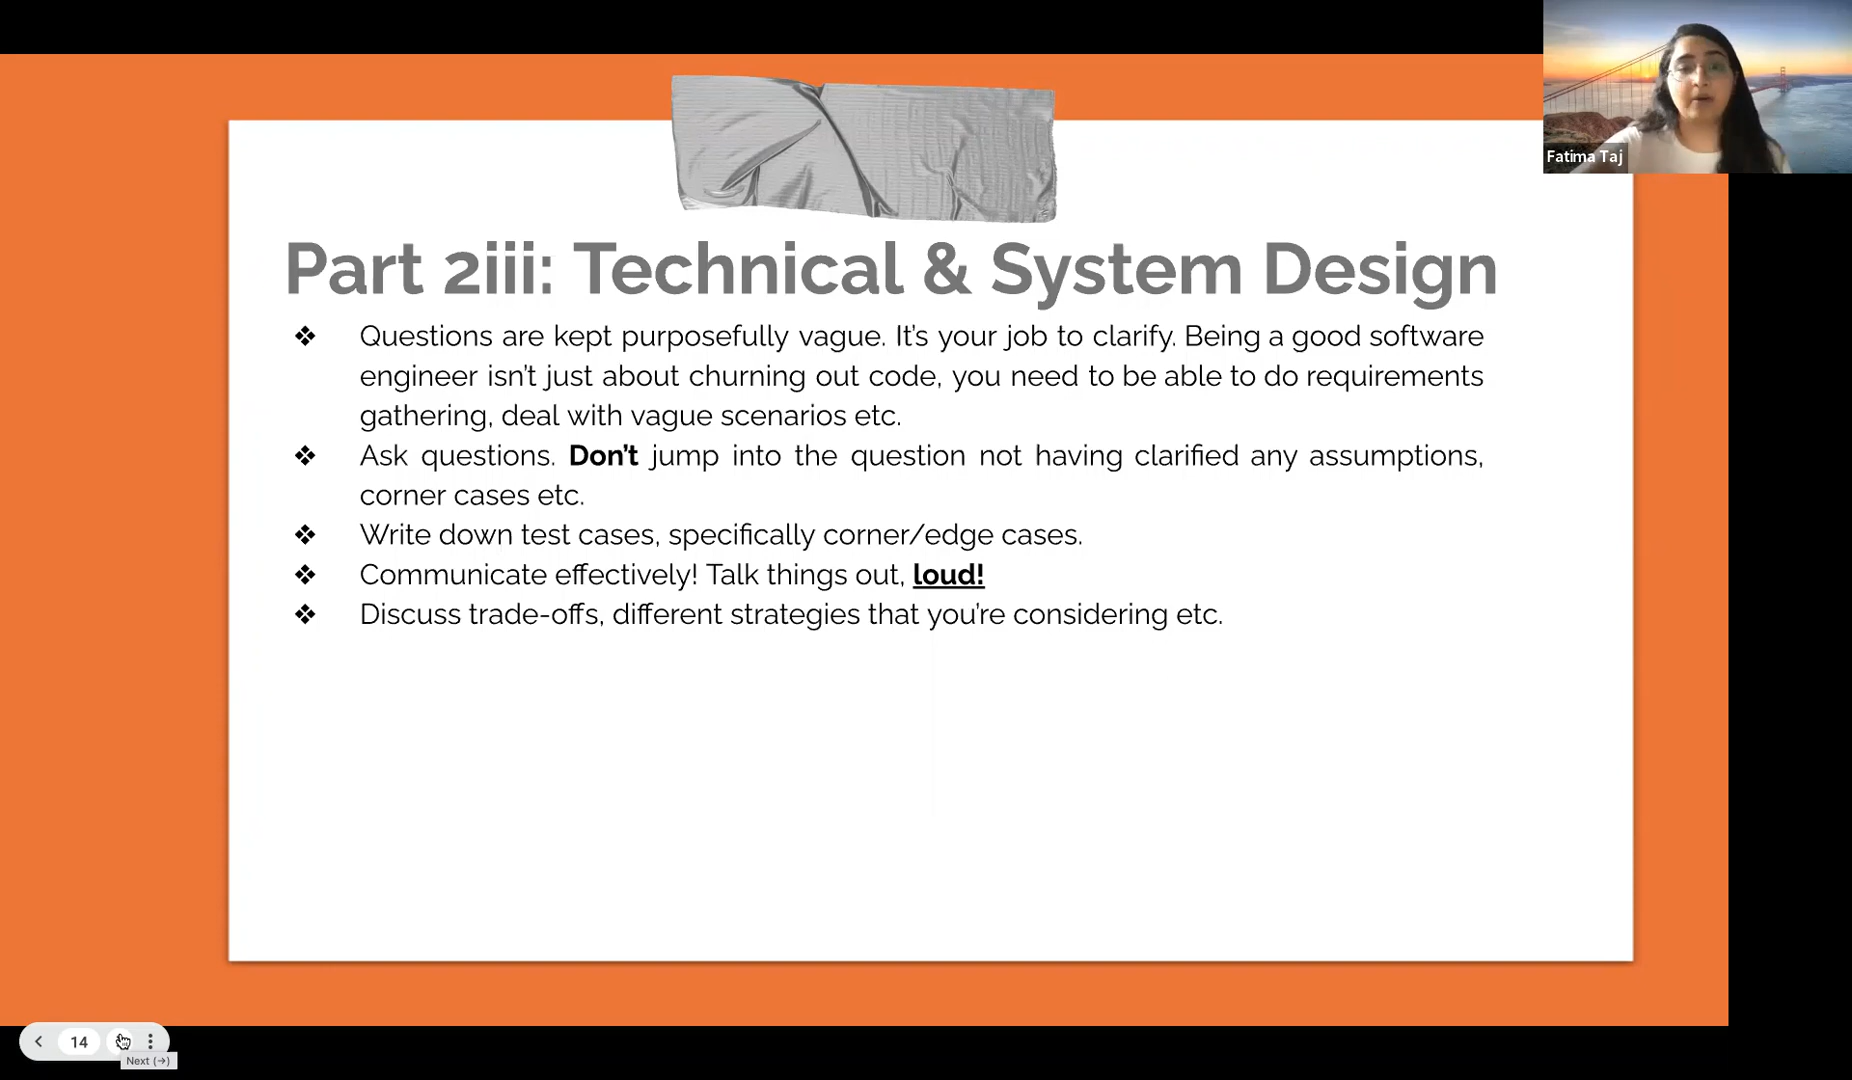 Fatima Taj
Part 2iii: Technical & System Design
❖ Questions are kept purposefully vague. It’s your job to clarify. Being a good software
engineer isn’t just about churning out code, you need to be able to do requirements
gathering, deal with vague scenarios etc.
❖ Ask questions. Don’t jump into the question not having clarified any assumptions,
corner cases etc.
❖ Write down test cases, specifically corner/edge cases.
❖ Communicate effectively! Talk things out, loud!
❖ Discuss trade-offs, different strategies that you’re considering etc.
14
Next (→)